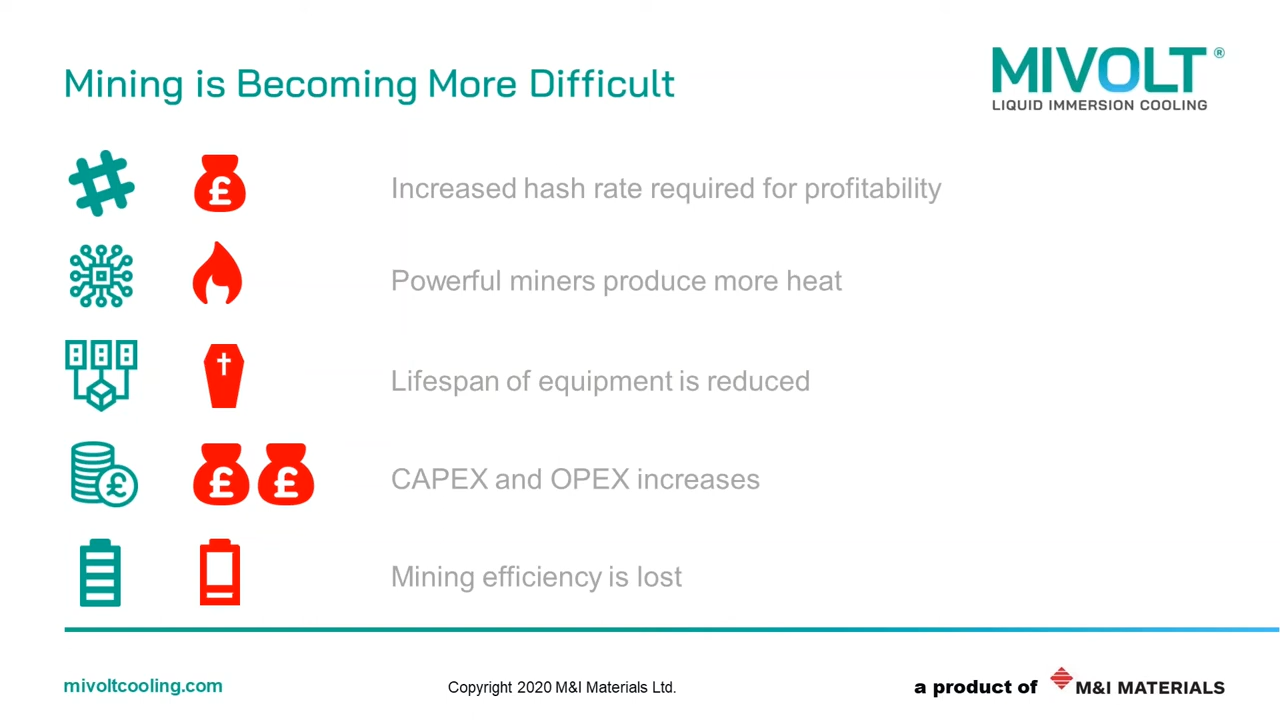 Mining is Becoming More Difficult
MIVOLT®
LIQUID IMMERSION COOLING
£
Increased hash rate required for profitability
Powerful miners produce more heat
Lifespan of equipment is reduced
£ £ £
CAPEX and OPEX increases
Mining efficiency is lost
mivoltcooling.com
Copyright 2020 M&I Materials Ltd.
a product of M&I MATERIALS